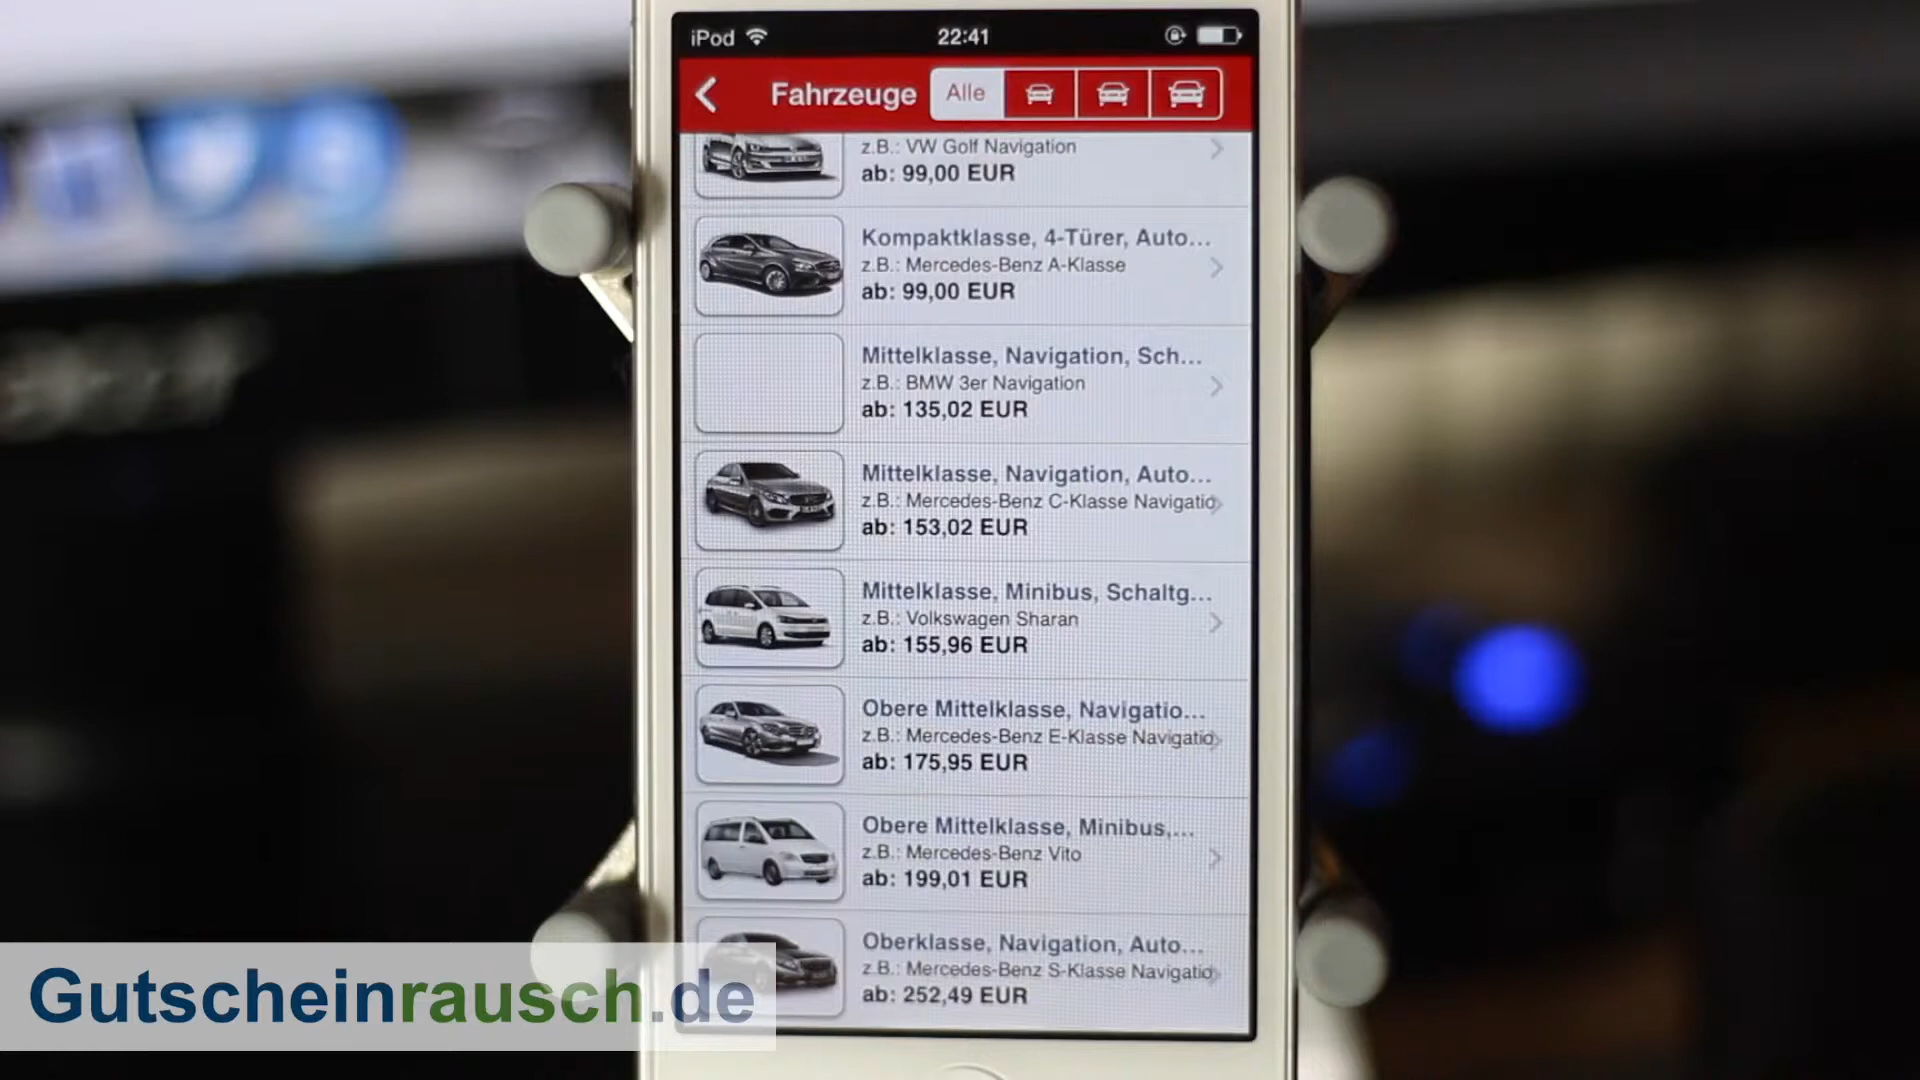 iPod
22:41
Fahrzeuge
Alle
z.B.: VW Golf Navigation
ab: 99,00 EUR
Kompaktklasse, 4-Türer, Auto...
z.B.: Mercedes-Benz A-Klasse
ab: 99,00 EUR
Mittelklasse, Navigation, Sch...
z.B.: BMW 3er Navigation
ab: 135,02 EUR
Mittelklasse, Navigation, Auto...
z.B.: Mercedes-Benz C-Klasse Navigatio
ab: 153,02 EUR
Mittelklasse, Minibus, Schaltg...
z.B.: Volkswagen Sharan
ab: 155,96 EUR
Obere Mittelklasse, Navigatio...
z.B.: Mercedes-Benz E-Klasse Navigatio
ab: 175,95 EUR
Obere Mittelklasse, Minibus,...
z.B.: Mercedes-Benz Vito
ab: 199,01 EUR
Oberklasse, Navigation, Auto...
z.B.: Mercedes-Benz S-Klasse Navigatio
ab: 252,49 EUR
Gutscheinrausch.de